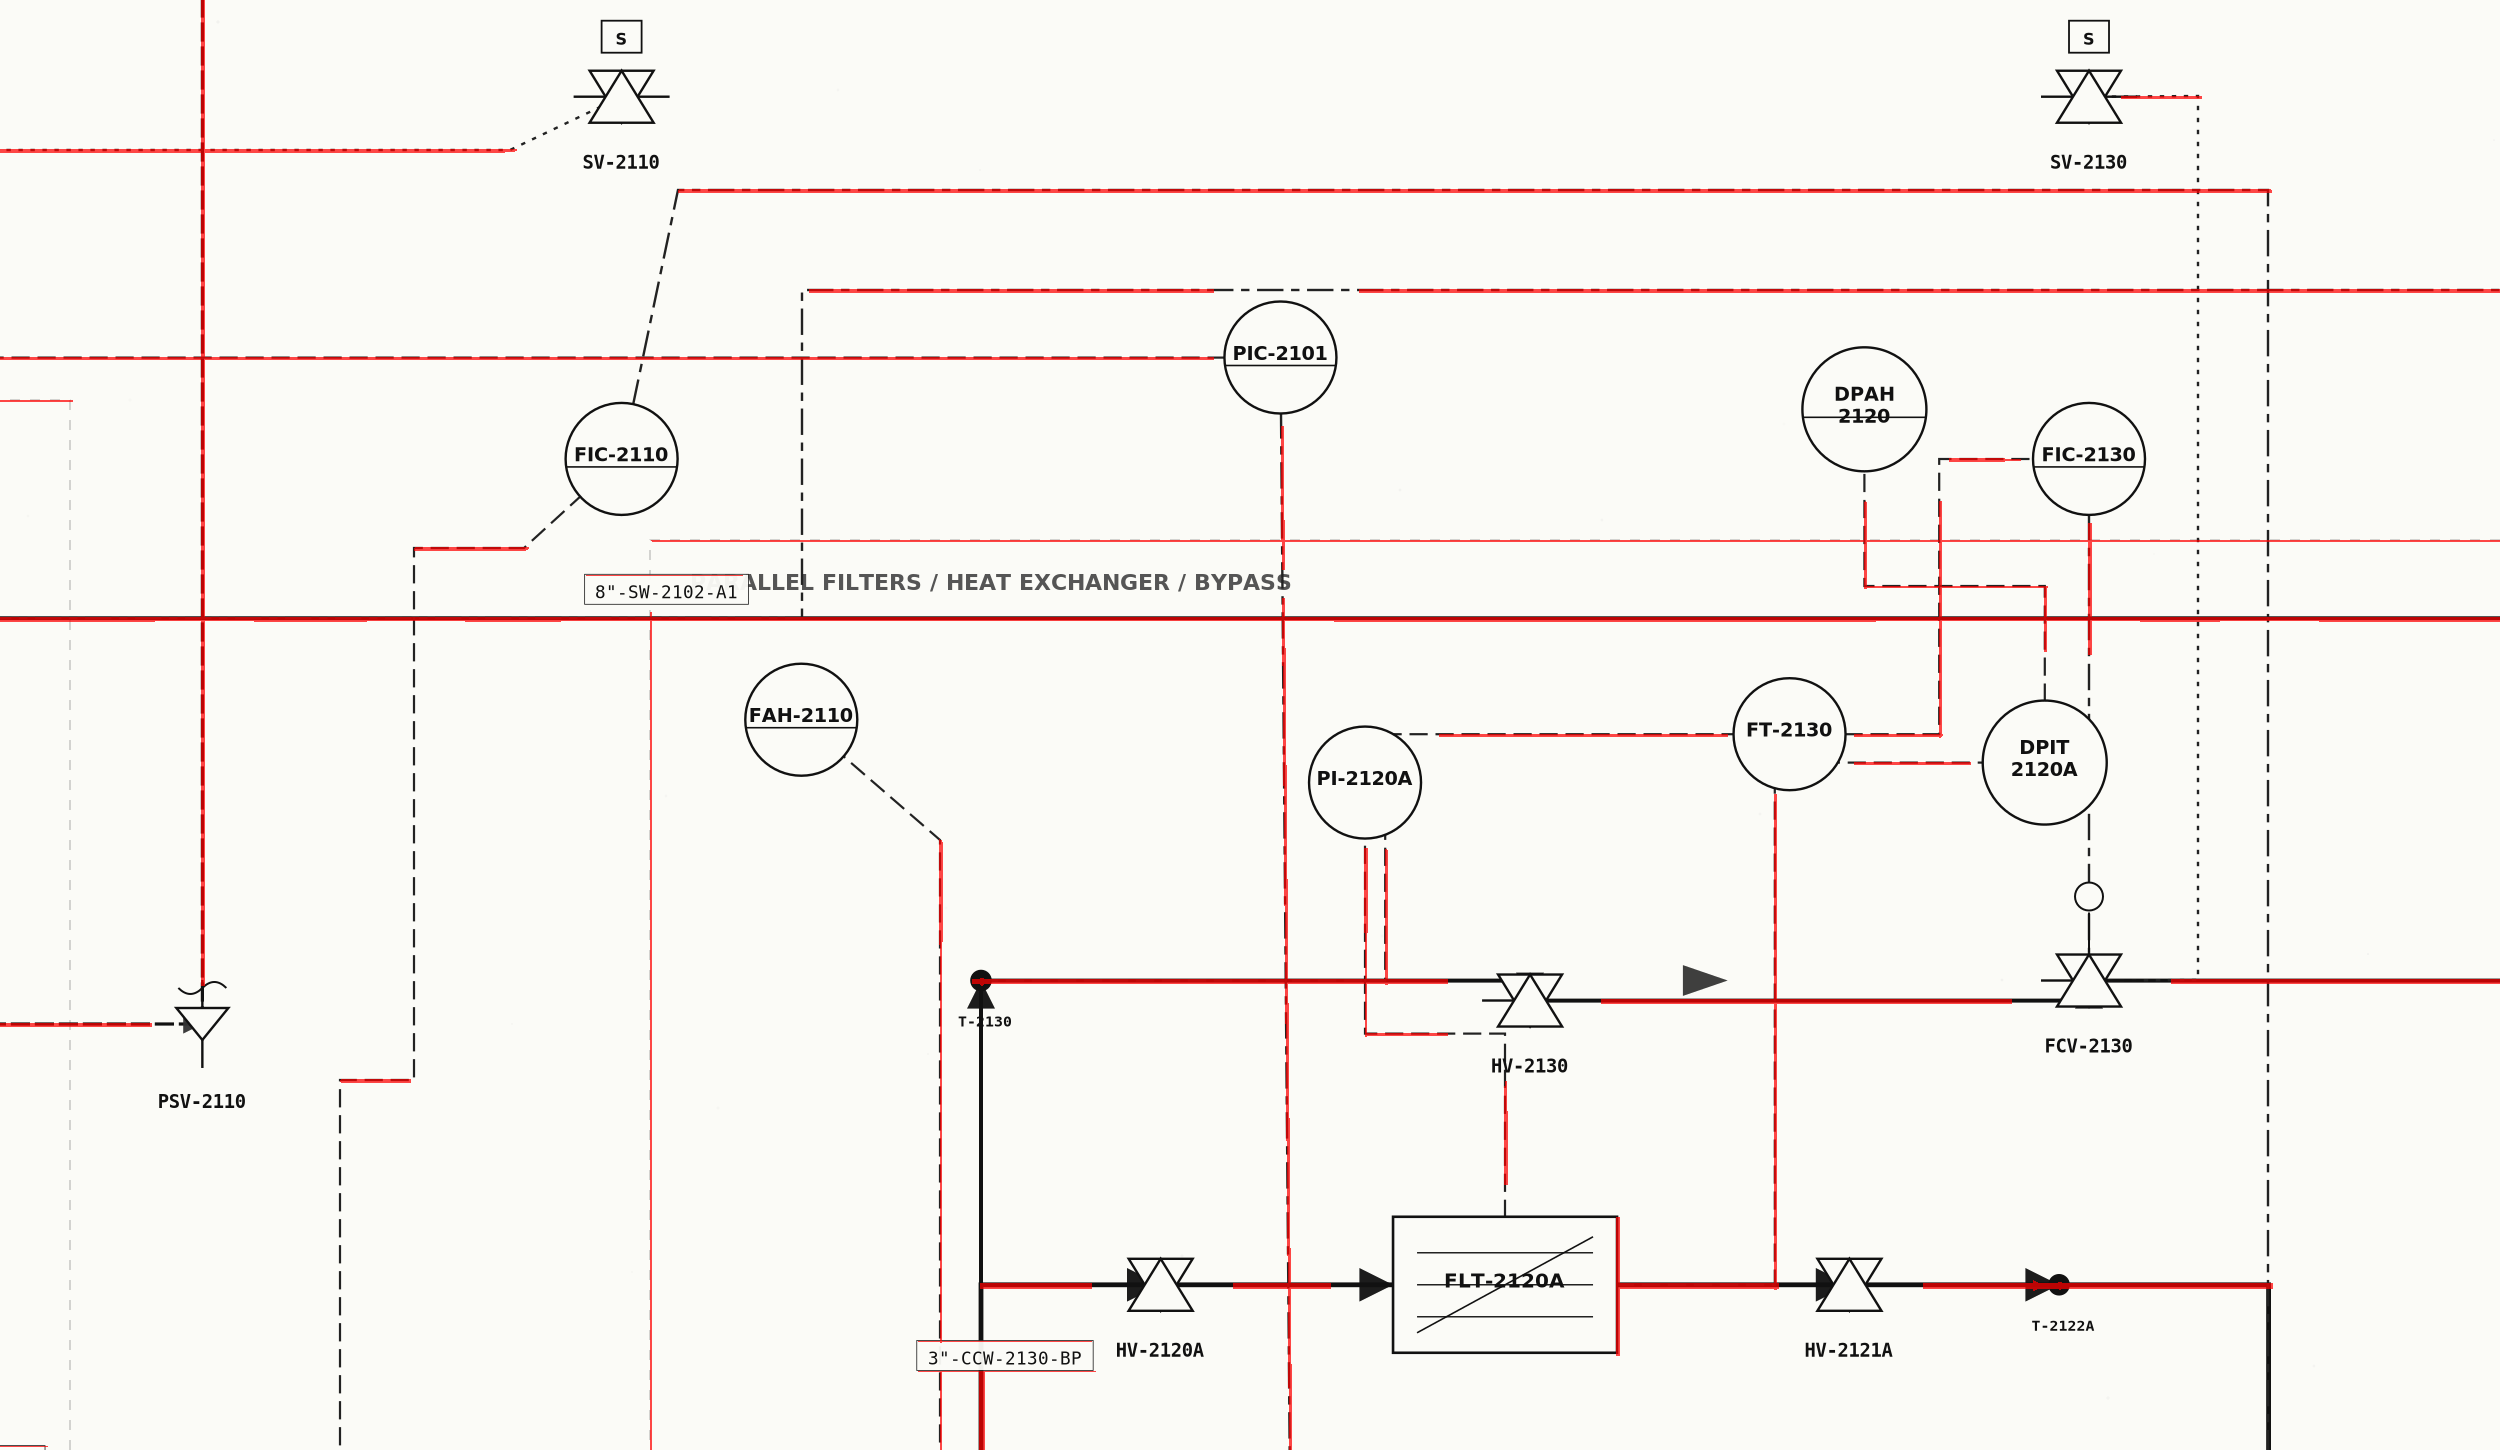 S
S
SV-2110
SV-2130
PIC-2101
DPAH
2120
FIC-2110
FIC-2130
PARALLEL FILTERS / HEAT EXCHANGER / BYPASS
8"-SW-2102-A1
FAH-2110
FT-2130
DPIT
2120A
PI-2120A
T-2130
FCV-2130
HV-2130
PSV-2110
FLT-2120A
T-2122A
HV-2120A
HV-2121A
3"-CCW-2130-BP